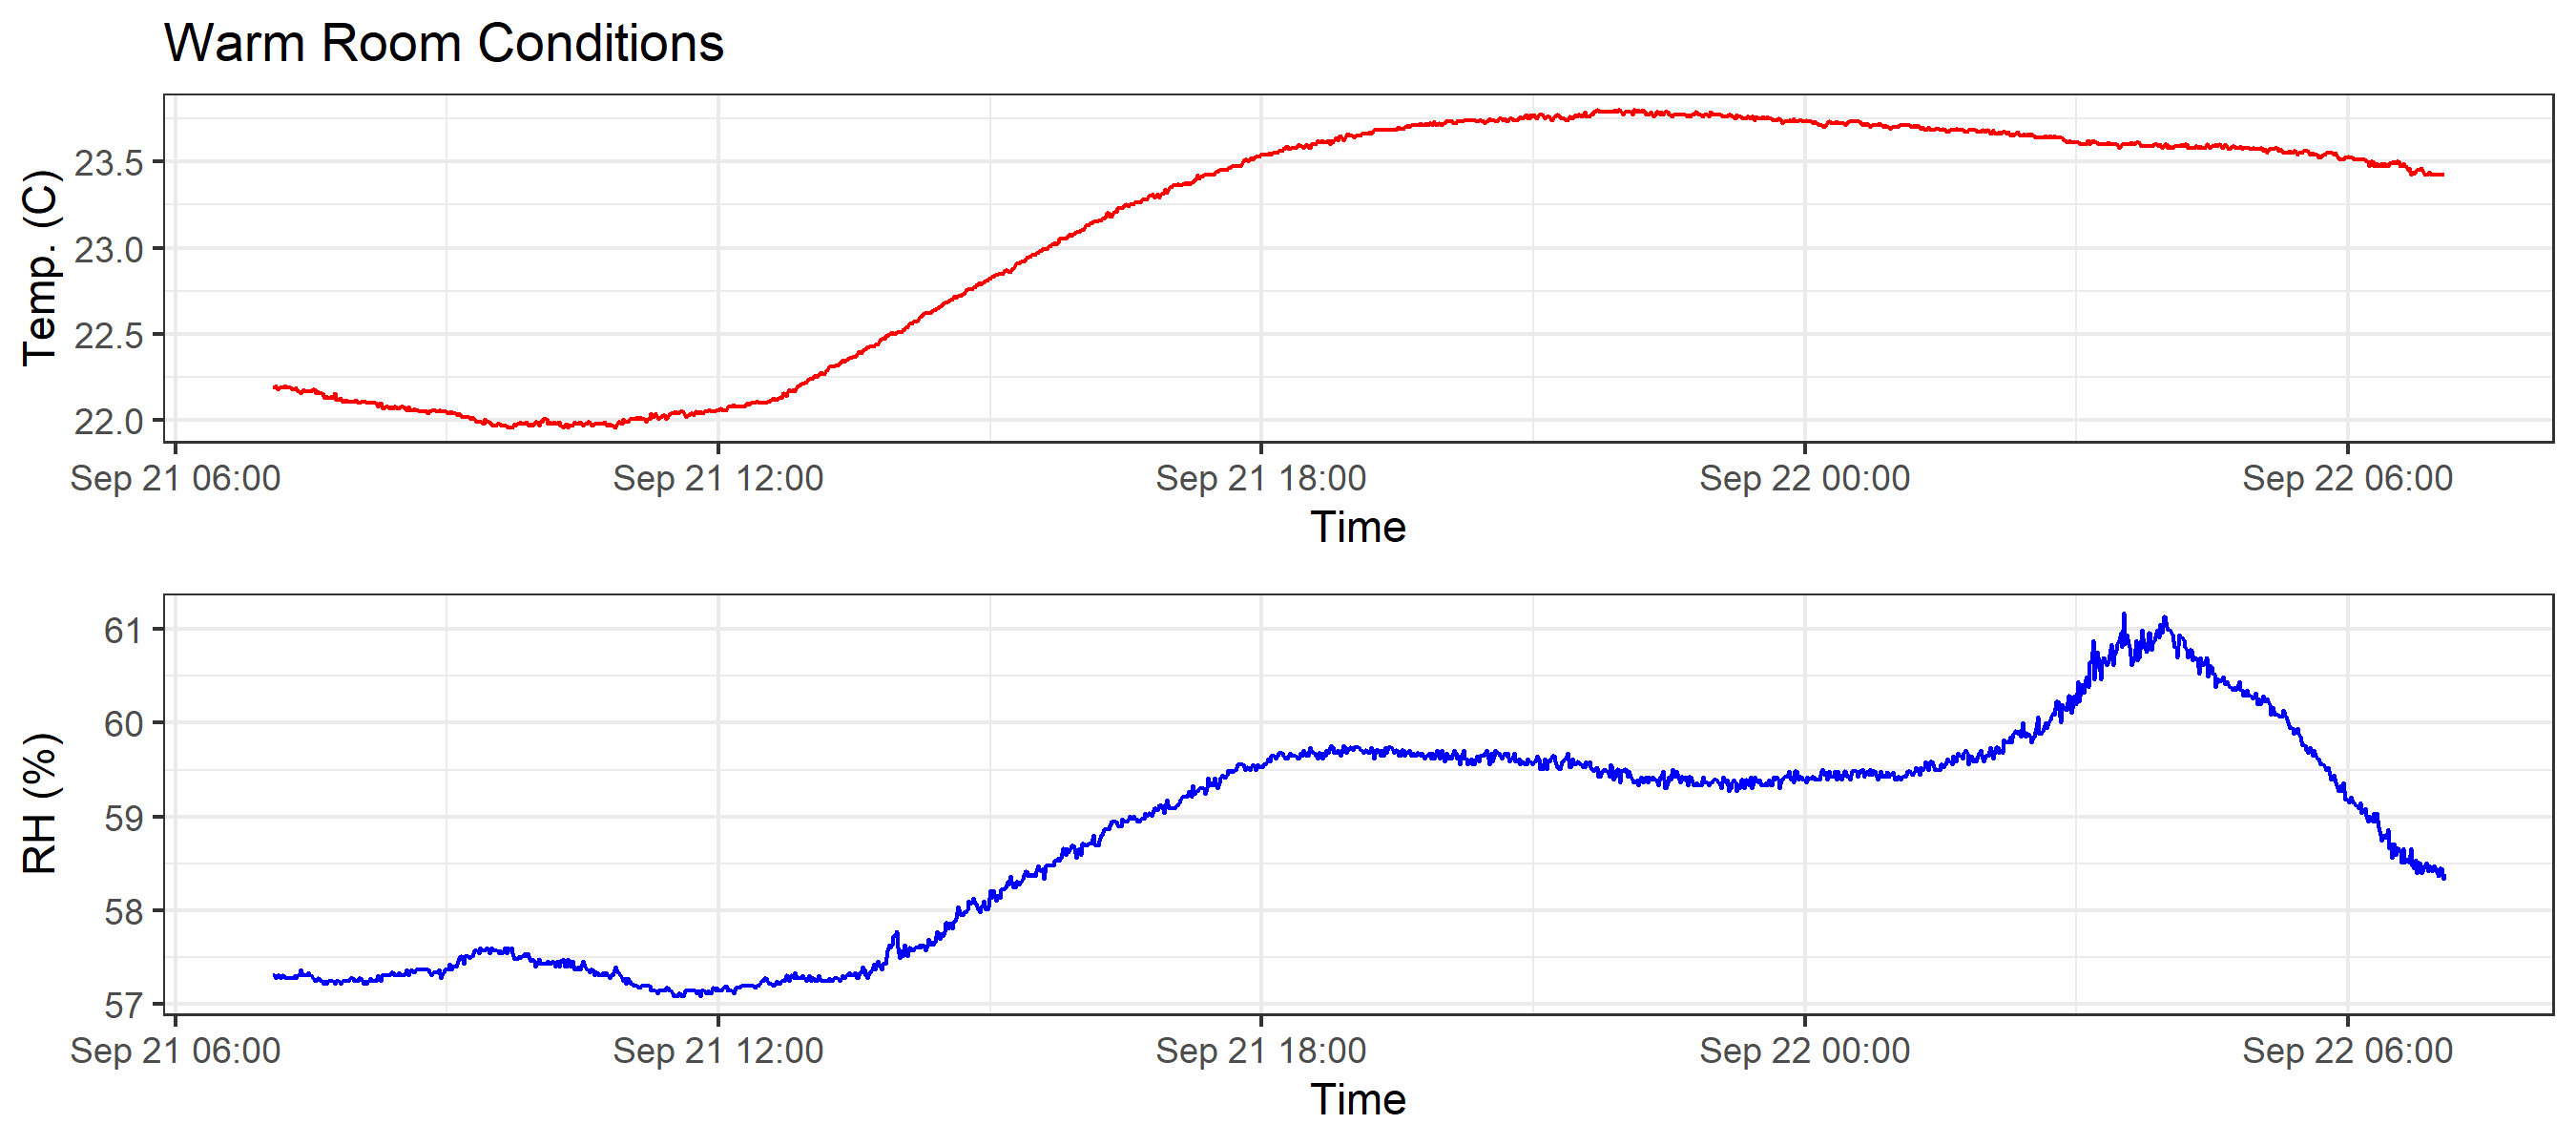 Warm Room Conditions
Temp. (C)
23.5
23.0
22.5
22.0
Sep 21 06:00 Sep 21 12:00 Sep 21 18:00 Sep 22 00:00 Sep 22 06:00
Time
RH (%)
61
60
59
58
57
Sep 21 06:00 Sep 21 12:00 Sep 21 18:00 Sep 22 00:00 Sep 22 06:00
Time